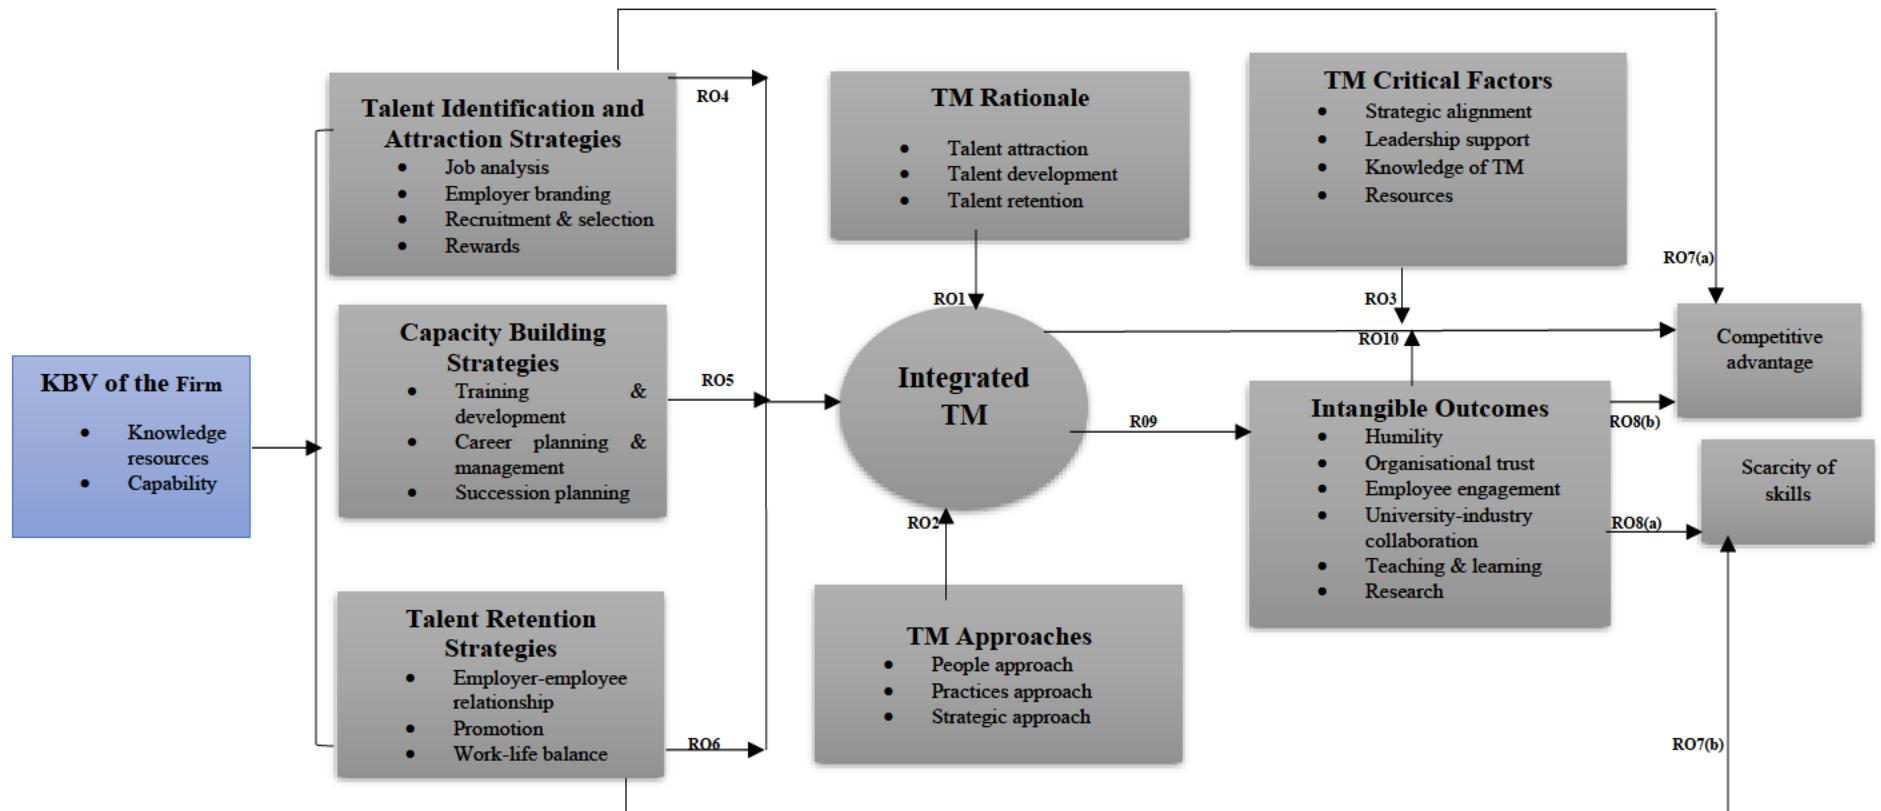 KBV of the Firm
• Knowledge
resources
• Capability
Talent Identification and
Attraction Strategies
• Job analysis
• Employer branding
• Recruitment & selection
• Rewards
Capacity Building
Strategies
• Training &
development
• Career planning &
management
• Succession planning
Talent Retention
Strategies
• Employer-employee
relationship
• Promotion
• Work-life balance
RO4
RO5
RO6
TM Rationale
• Talent attraction
• Talent development
• Talent retention
RO1
Integrated
TM
RO2
TM Approaches
• People approach
• Practices approach
• Strategic approach
R09
TM Critical Factors
• Strategic alignment
• Leadership support
• Knowledge of TM
• Resources
RO3
RO10
Intangible Outcomes
• Humility
• Organisational trust
• Employee engagement
• University-industry
collaboration
• Teaching & learning
• Research
RO7(a)
RO8(b)
RO8(a)
RO7(b)
Competitive
advantage
Scarcity of
skills